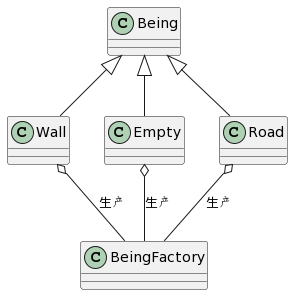 C Being
C Wall
C Empty
C Road
生产
生产
生产
C BeingFactory